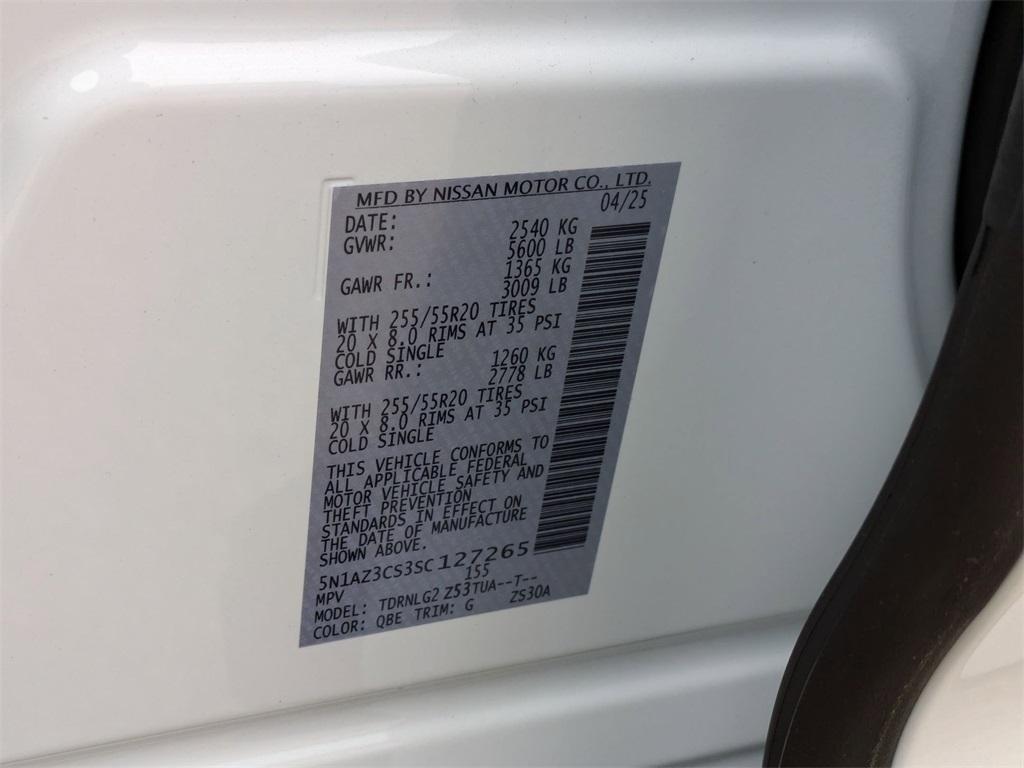 MFD BY NISSAN MOTOR CO., LTD.
DATE: 04/25
GVWR: 2540 KG
5600 LB
GAWR FR.: 1365 KG
3009 LB
WITH 255/55R20 TIRES
20 X 8.0 RIMS AT 35 PSI
COLD SINGLE
GAWR RR.: 1260 KG
2778 LB
WITH 255/55R20 TIRES
20 X 8.0 RIMS AT 35 PSI
COLD SINGLE
THIS VEHICLE CONFORMS TO
ALL APPLICABLE FEDERAL
MOTOR VEHICLE SAFETY AND
THEFT PREVENTION
STANDARDS IN EFFECT ON
THE DATE OF MANUFACTURE
SHOWN ABOVE.
5N1AZ3CS3SC127265
MPV 155
MODEL: TDRNLG2 Z53TUA--T--
COLOR: QBE TRIM: G ZS30A